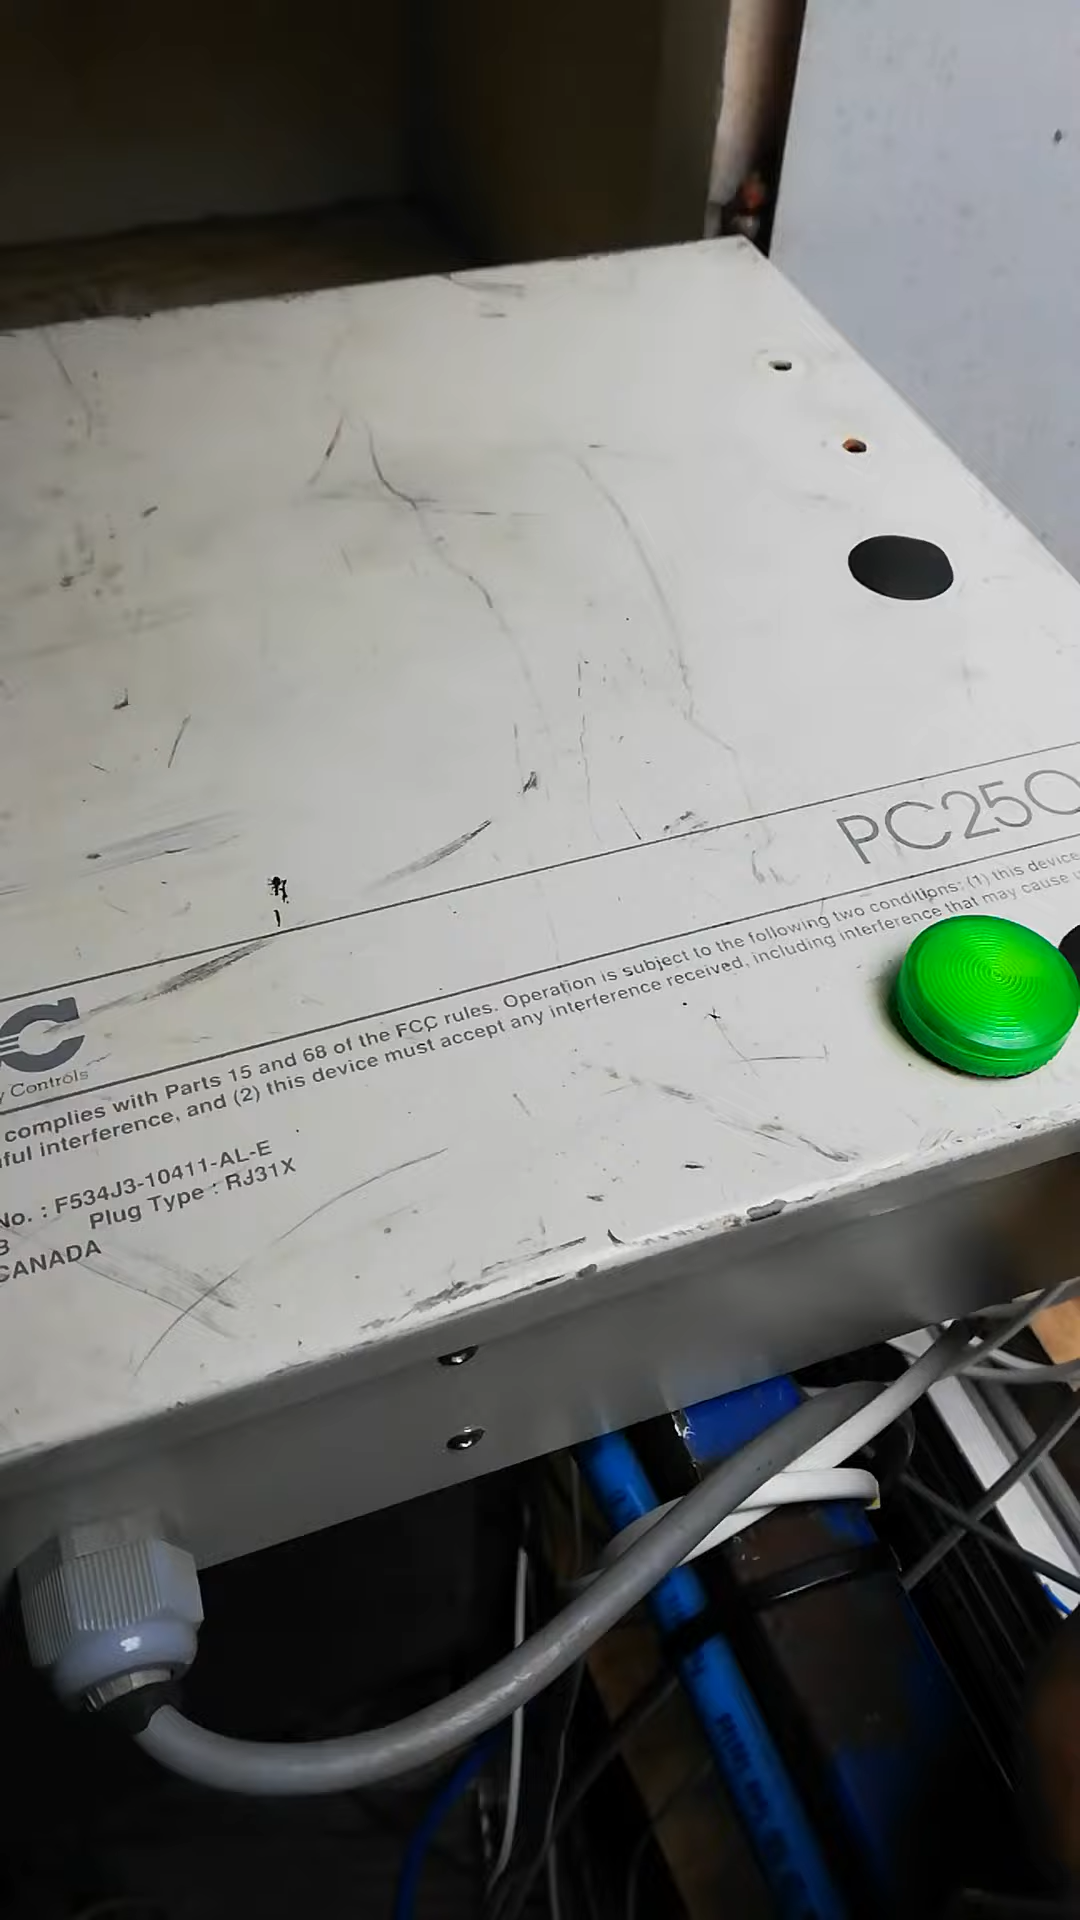 PC250
C
y Controls
complies with Parts 15 and 68 of the FCC rules. Operation is subject to the following two conditions: (1) this device
ful interference, and (2) this device must accept any interference received, including interference that may cause u
No. : F534J3-10411-AL-E
B Plug Type : RJ31X
CANADA